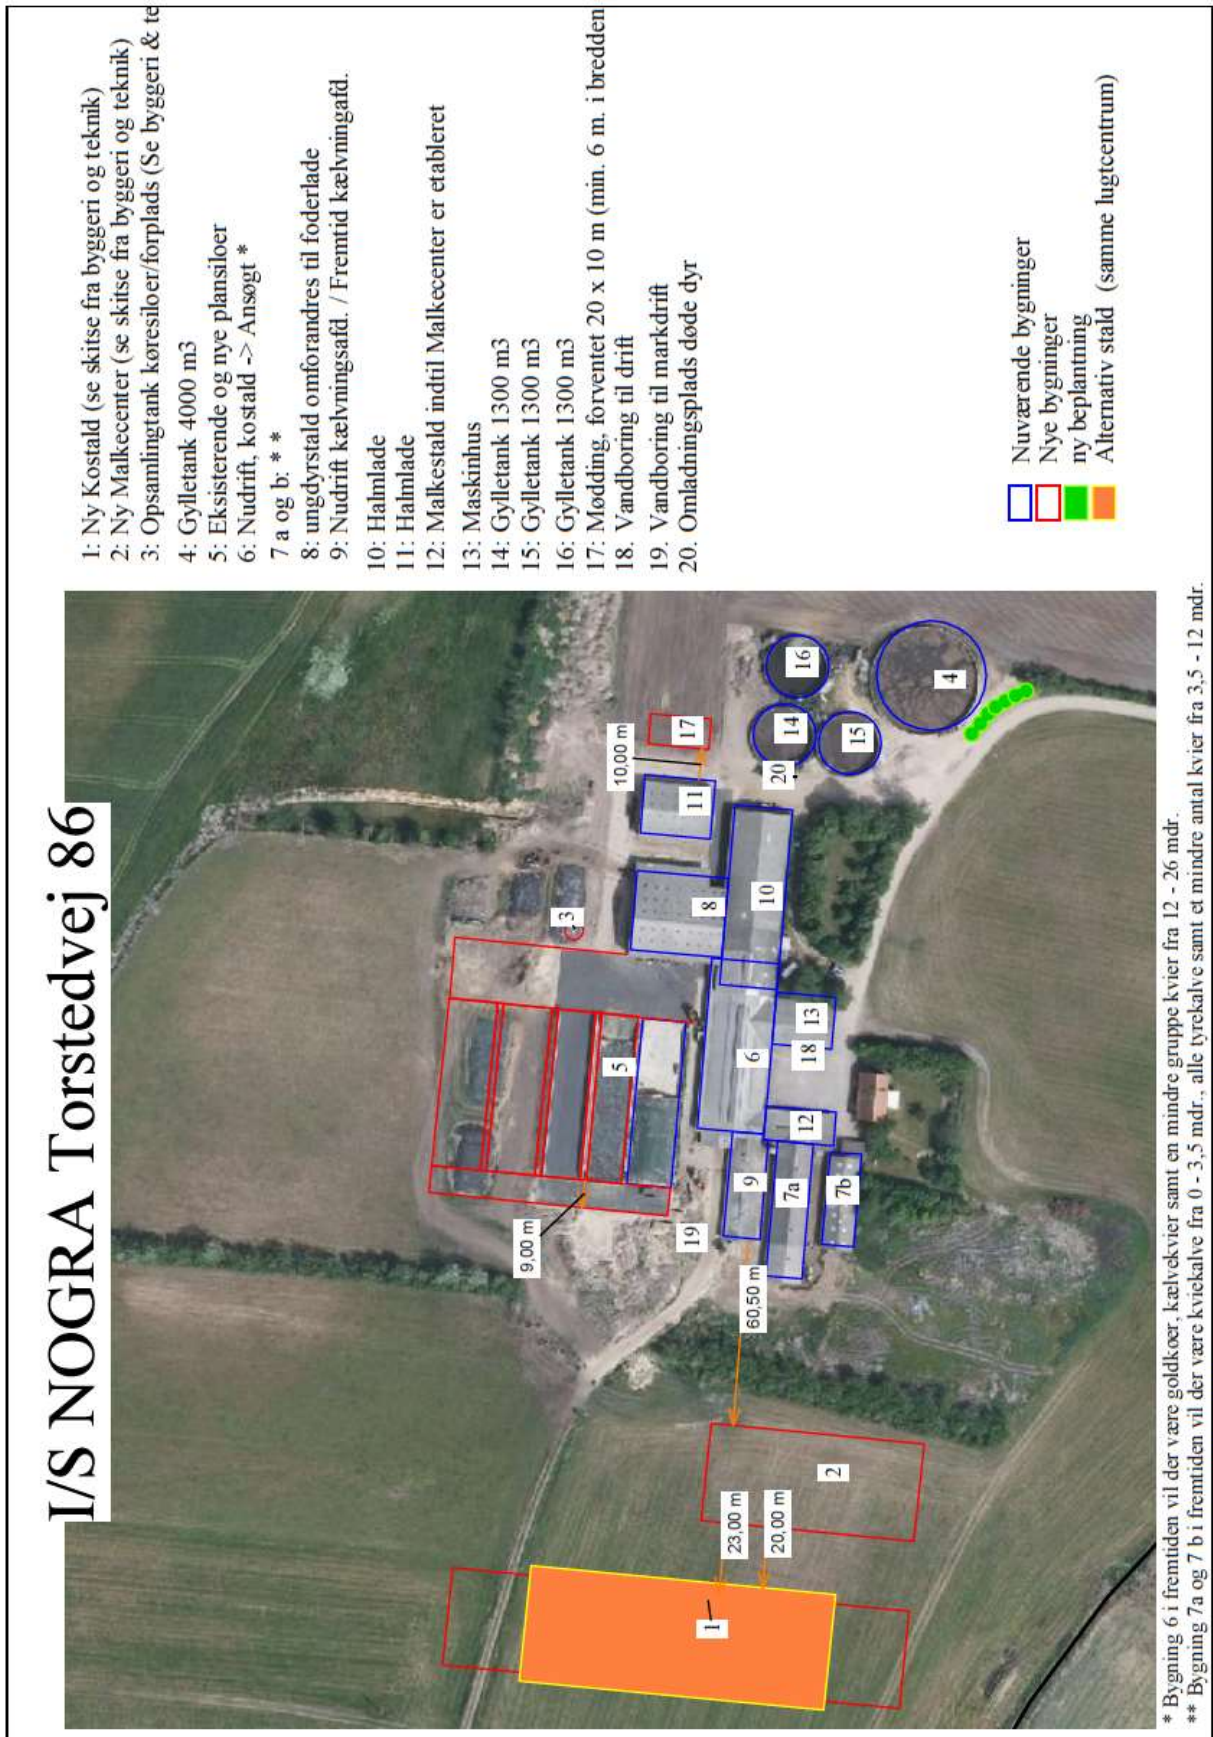 I/S NOGRA Torstedvej 86
1: Ny Kostald (se skitse fra byggeri og teknik)
2: Ny Malkecenter (se skitse fra byggeri og teknik)
3: Opsamlingtank køresiloer/forplads (Se byggeri & te
4: Gylletank 4000 m3
5: Eksisterende og nye plansiloer
6: Nudrift, kostald -> Ansøgt *
7 a og b: * *
8: ungdyrstald omforandres til foderlade
9: Nudrift kælvningsafd. / Fremtid kælvningafd.
10: Halmlade
11: Halmlade
12: Malkestald indtil Malkecenter er etableret
13: Maskinhus
14: Gylletank 1300 m3
15: Gylletank 1300 m3
16: Gylletank 1300 m3
17: Mødding, forventet 20 x 10 m (min. 6 m. i bredden
18. Vandboring til drift
19. Vandboring til markdrift
20. Omladningsplads døde dyr
Nuværende bygninger
Nye bygninger
ny beplantning
Alternativ stald (samme lugtcentrum)
3
10,00 m
17
11
16
14
15
20
4
8
10
5
6
13
18
12
9,00 m
19
9
7a
7b
60,50 m
2
23,00 m
20,00 m
1
* Bygning 6 i fremtiden vil der være goldkoer, kælvekvier samt en mindre gruppe kvier fra 12 - 26 mdr.
** Bygning 7a og 7 b i fremtiden vil der være kviekalve fra 0 - 3,5 mdr., alle tyrekalve samt et mindre antal kvier fra 3,5 - 12 mdr.